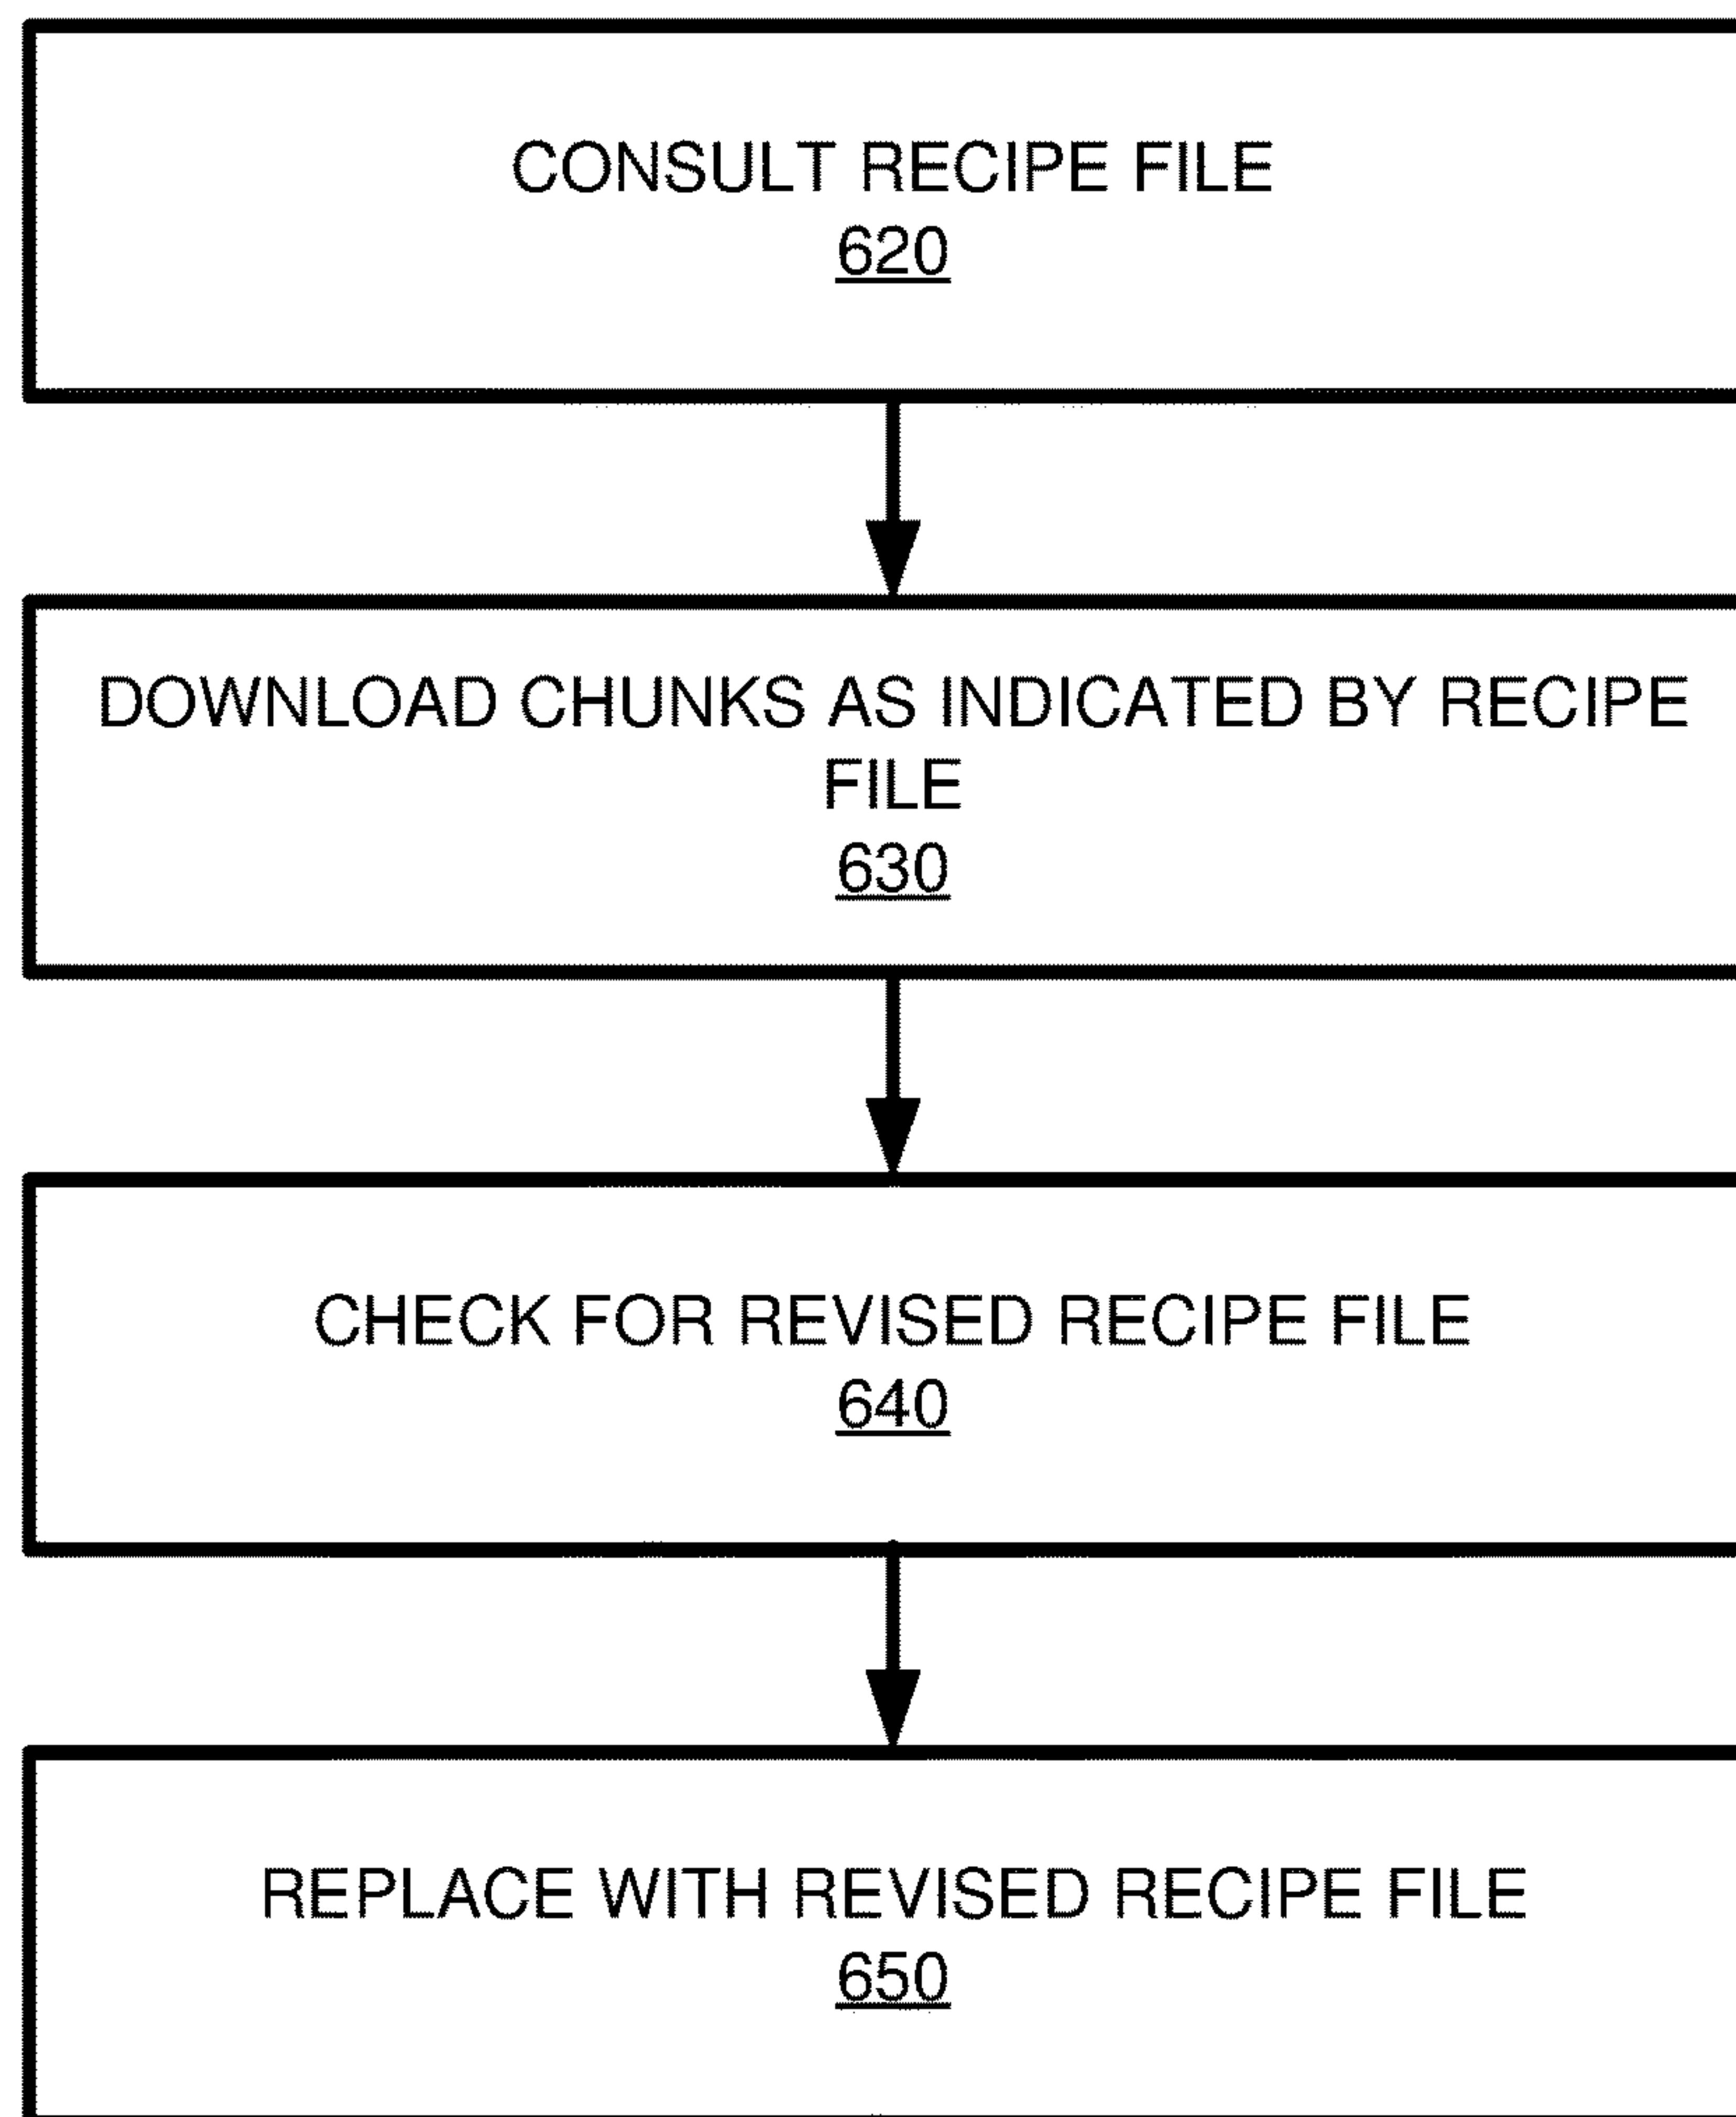 CONSULT RECIPE FILE
620
DOWNLOAD CHUNKS AS INDICATED BY RECIPE
FILE
630
CHECK FOR REVISED RECIPE FILE
640
REPLACE WITH REVISED RECIPE FILE
650